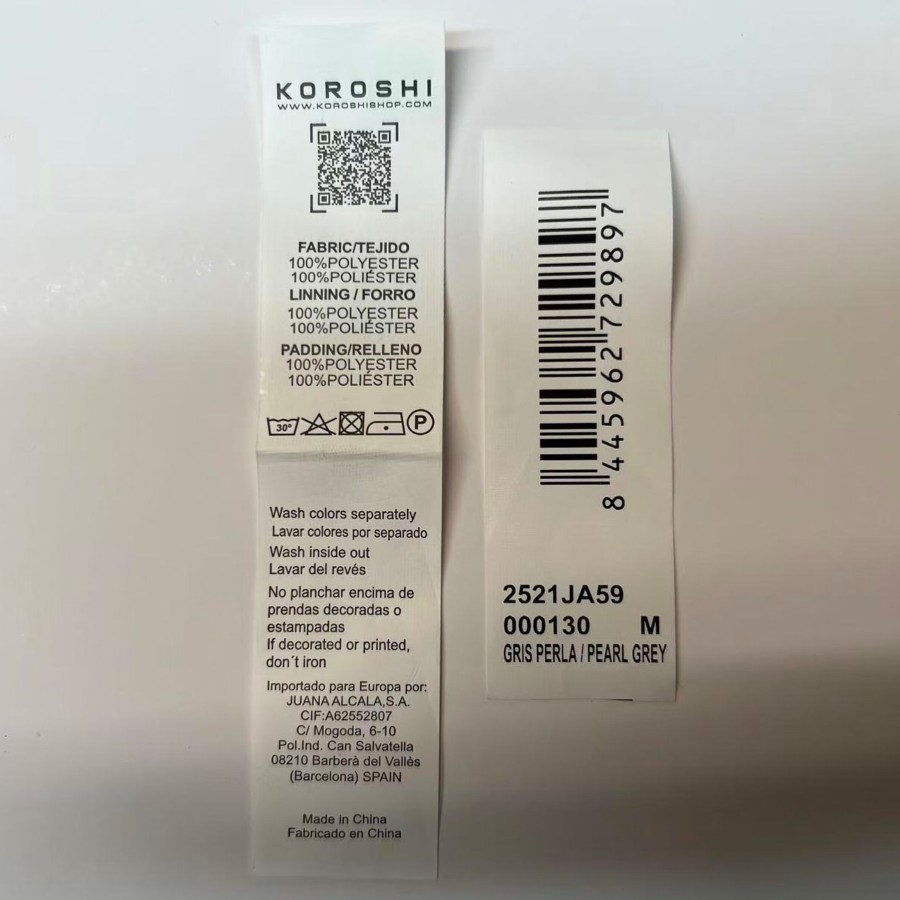 KOROSHI
WWW.KOROSHISHOP.COM
FABRIC/TEJIDO
100%POLYESTER
100%POLIÉSTER
LINNING / FORRO
100%POLYESTER
100%POLIÉSTER
PADDING/RELLENO
100%POLYESTER
100%POLIÉSTER
30° P
Wash colors separately
Lavar colores por separado
Wash inside out
Lavar del revés
No planchar encima de
prendas decoradas o
estampadas
If decorated or printed,
don´t iron
Importado para Europa por:
JUANA ALCALA,S.A.
CIF:A62552807
C/ Mogoda, 6-10
Pol.Ind. Can Salvatella
08210 Barberà del Vallès
(Barcelona) SPAIN
Made in China
Fabricado en China
8 445962 729897
2521JA59
000130 M
GRIS PERLA / PEARL GREY